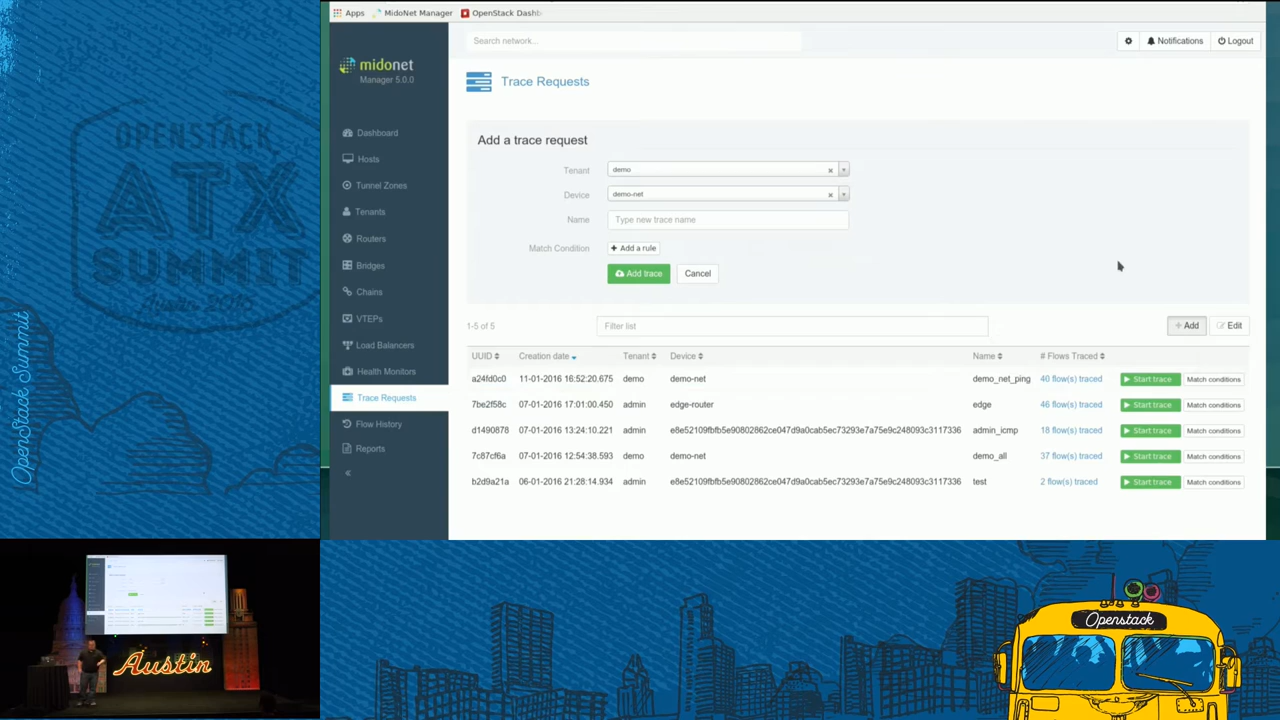 Apps MidoNet Manager OpenStack Dashb
midonet
Manager 5.0.0
Search network...
Notifications Logout
Trace Requests
Dashboard
Hosts
Tunnel Zones
Tenants
Routers
Bridges
Chains
VTEPs
Load Balancers
Health Monitors
Trace Requests
Flow History
Reports
«
Add a trace request
Tenant demo
Device demo-net
Name Type new trace name
Match Condition + Add a rule
Add trace Cancel
1-5 of 5 Filter list + Add Edit
UUID Creation date Tenant Device Name # Flows Traced
a24fd0c0 11-01-2016 16:52:20.675 demo demo-net demo_net_ping 40 flow(s) traced Start trace Match conditions
7be2f58c 07-01-2016 17:01:00.450 admin edge-router edge 46 flow(s) traced Start trace Match conditions
d1490878 07-01-2016 13:24:10.221 admin e8e52109fbfb5e90802862ce047d9a0cab5ec73293e7a75e9c248093c3117336 admin_icmp 18 flow(s) traced Start trace Match conditions
7c87cf6a 07-01-2016 12:54:38.593 demo demo-net demo_all 37 flow(s) traced Start trace Match conditions
b2d9a21a 06-01-2016 21:28:14.934 admin e8e52109fbfb5e90802862ce047d9a0cab5ec73293e7a75e9c248093c3117336 test 2 flow(s) traced Start trace Match conditions
OPENSTACK
ATX
SUMMIT
OpenStack Summit
Austin
Openstack